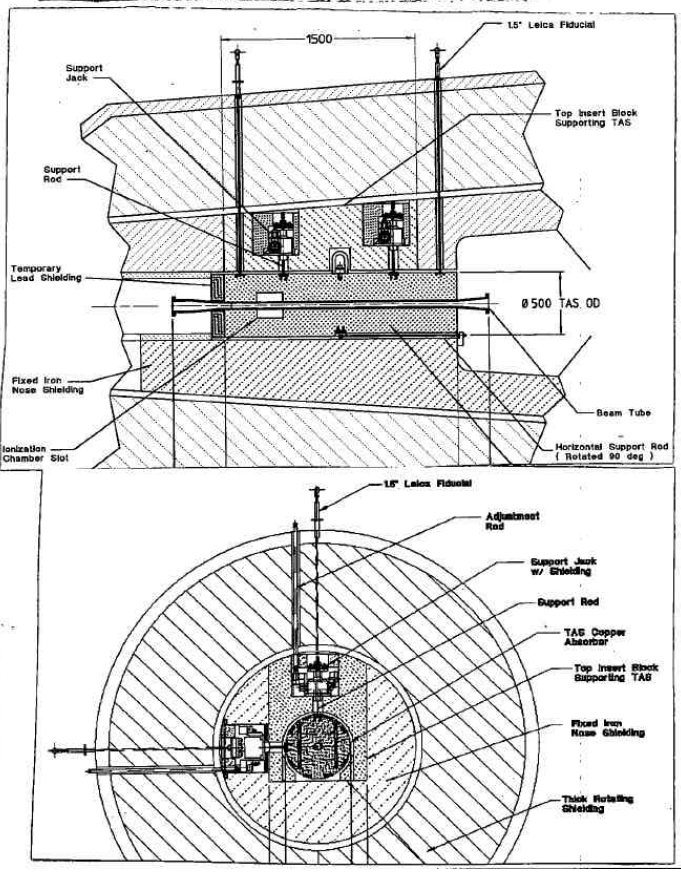 1500
1.5" Leica Fiducial
Support
Jack
Top Insert Block
Supporting TAS
Support
Rod
Temporary
Lead Shielding
Ø500 TAS OD
Fixed Iron
Nose Shielding
Beam Tube
Ionization
Chamber Slot
Horizontal Support Rod
( Rotated 90 deg )
1.5" Leica Fiducial
Adjustment
Rod
Support Jack
w/ Shielding
Support Rod
TAS Copper
Absorber
Top Insert Block
Supporting TAS
Fixed Iron
Nose Shielding
Thick Rotating
Shielding